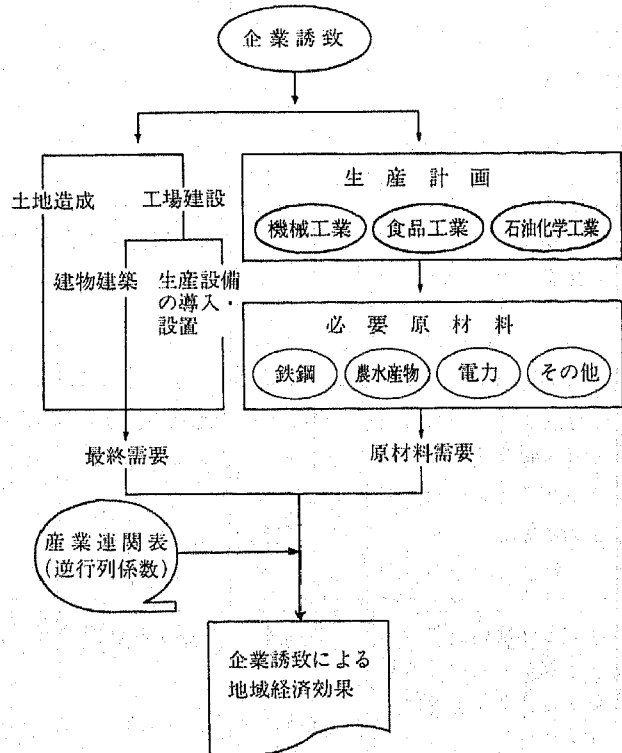 企業誘致
土地造成
工場建設
建物建築
生産設備
の導入・
設置
最終需要
生産計画
機械工業
食品工業
石油化学工業
必要原材料
鉄鋼
農水産物
電力
その他
原材料需要
産業連関表
(逆行列係数)
企業誘致による
地域経済効果